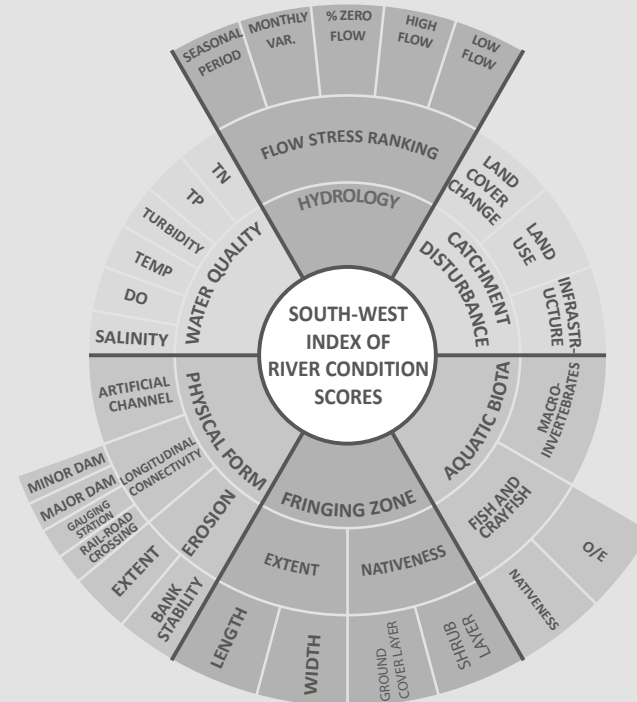 SEASONAL
PERIOD
MONTHLY
VAR.
% ZERO
FLOW
HIGH
FLOW
LOW
FLOW
FLOW STRESS RANKING
HYDROLOGY
LAND
COVER
CHANGE
LAND
USE
INFRASTR-
UCTURE
CATCHMENT
DISTURBANCE
TN
TP
TURBIDITY
TEMP
DO
SALINITY
WATER QUALITY
SOUTH-WEST
INDEX OF
RIVER CONDITION
SCORES
ARTIFICIAL
CHANNEL
PHYSICAL FORM
LONGITUDINAL
CONNECTIVITY
MINOR DAM
MAJOR DAM
GAUGING
STATION
RAIL-ROAD
CROSSING
EROSION
EXTENT
BANK
STABILITY
AQUATIC BIOTA
MACRO-
INVERTEBRATES
FISH AND
CRAYFISH
O/E
NATIVENESS
FRINGING ZONE
EXTENT
NATIVENESS
LENGTH
WIDTH
GROUND
COVER LAYER
SHRUB
LAYER